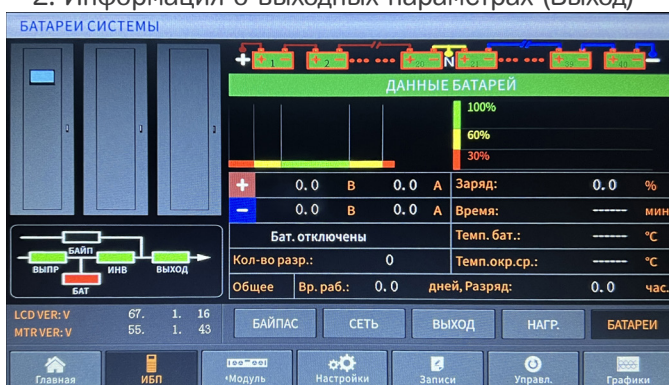 2. Информация о выходных параметрах (Выход)
БАТАРЕИ СИСТЕМЫ
+ 1 2 20 N 21 39 40 -
ДАННЫЕ БАТАРЕЙ
100%
60%
30%
+ 0.0 В 0.0 А Заряд: 0.0 %
- 0.0 В 0.0 А Время: ------ мин
Бат. отключены Темп. бат.: ------ °C
Кол-во разр.: 0 Темп.окр.ср.: ------ °C
Общее Вр. раб.: 0.0 дней, Разряд: 0.0 час.
БАЙП
ВЫПР ИНВ ВЫХОД
БАТ
LCD VER: V 67. 1. 16
MTR VER: V 55. 1. 43
БАЙПАС СЕТЬ ВЫХОД НАГР. БАТАРЕИ
Главная ИБП Модуль Настройки Записи Управл. Графики